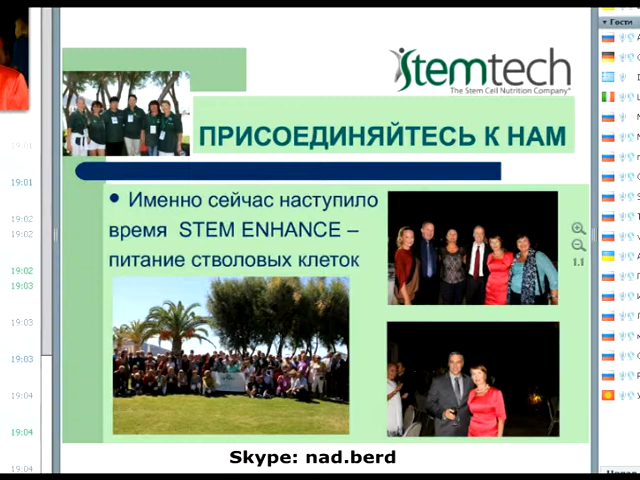 Stemtech
The Stem Cell Nutrition Company
ПРИСОЕДИНЯЙТЕСЬ К НАМ
• Именно сейчас наступило
время STEM ENHANCE –
питание стволовых клеток
Skype: nad.berd
Гости
1.1
19:01
19:01
19:02
19:02
19:02
19:03
19:03
19:03
19:04
19:04
19:04